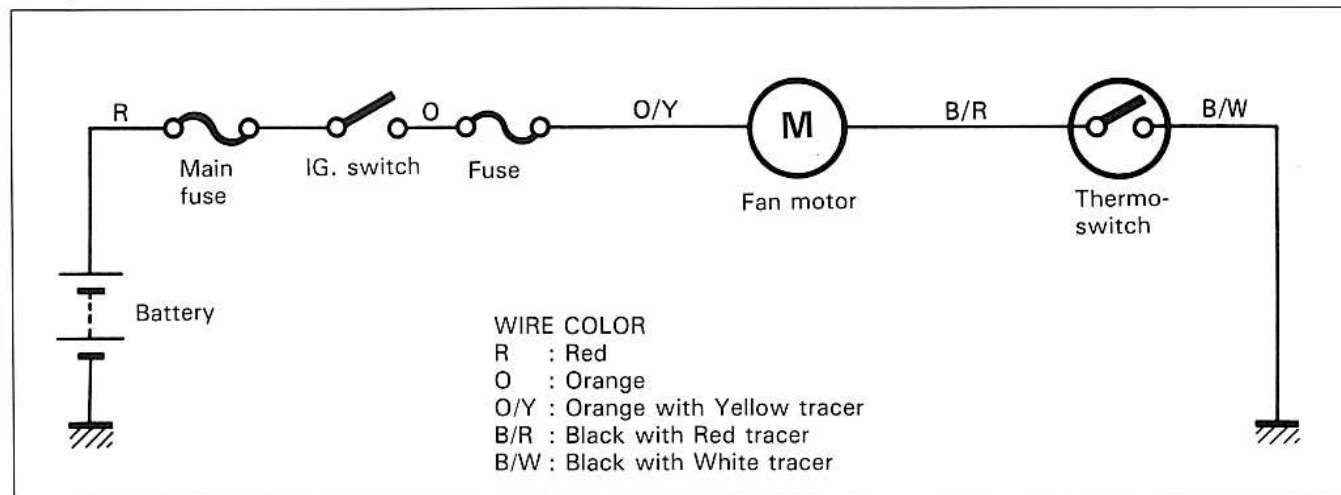 R
O
O/Y
M
B/R
B/W
Main
fuse
IG. switch
Fuse
Fan motor
Thermo-
switch
Battery
WIRE COLOR
R : Red
O : Orange
O/Y : Orange with Yellow tracer
B/R : Black with Red tracer
B/W : Black with White tracer